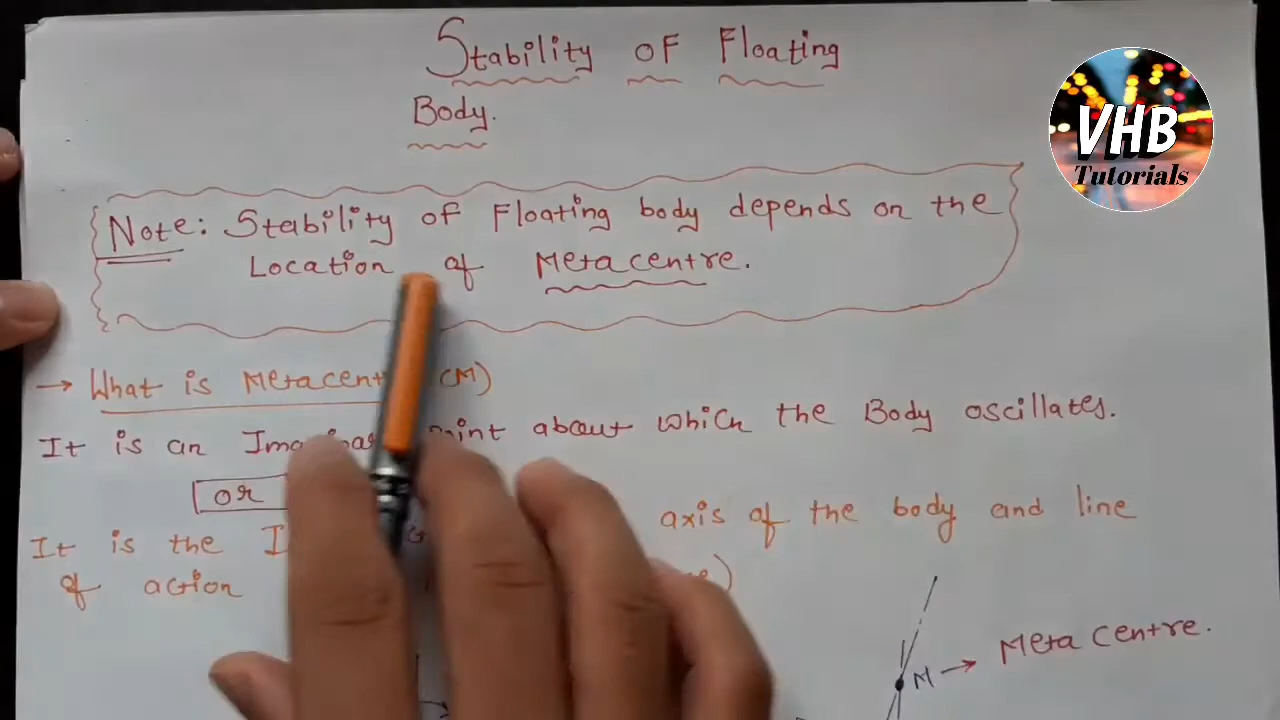 Stability of Floating
Body.
VHB
Tutorials
Note: Stability of Floating body depends on the
Location of Metacentre.
→ What is (M)
It is an about which the Body oscillates.
or
It is the axis of the body and line
of action
M → Meta Centre.